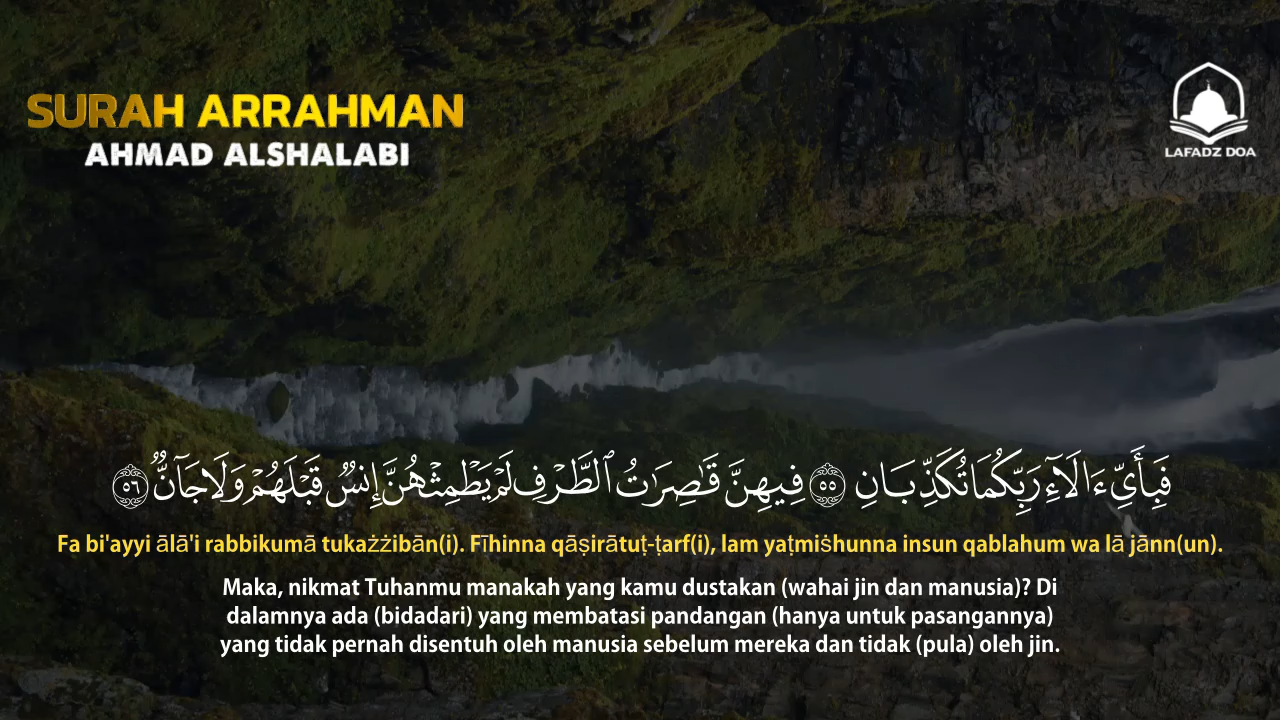 SURAH ARRAHMAN
AHMAD ALSHALABI
LAFADZ DOA
فَبِأَيِّ ءَالَآءِ رَبِّكُمَا تُكَذِّبَانِ ۝٥٥ فِيهِنَّ قَٰصِرَٰتُ ٱلطَّرْفِ لَمْ يَطْمِثْهُنَّ إِنسٌ قَبْلَهُمْ وَلَا جَآنٌّ ۝٥٦
Fa bi'ayyi ālā'i rabbikumā tukażżibān(i). Fīhinna qāṣirātuṭ-ṭarf(i), lam yaṭmiṡhunna insun qablahum wa lā jānn(un).
Maka, nikmat Tuhanmu manakah yang kamu dustakan (wahai jin dan manusia)? Di
dalamnya ada (bidadari) yang membatasi pandangan (hanya untuk pasangannya)
yang tidak pernah disentuh oleh manusia sebelum mereka dan tidak (pula) oleh jin.